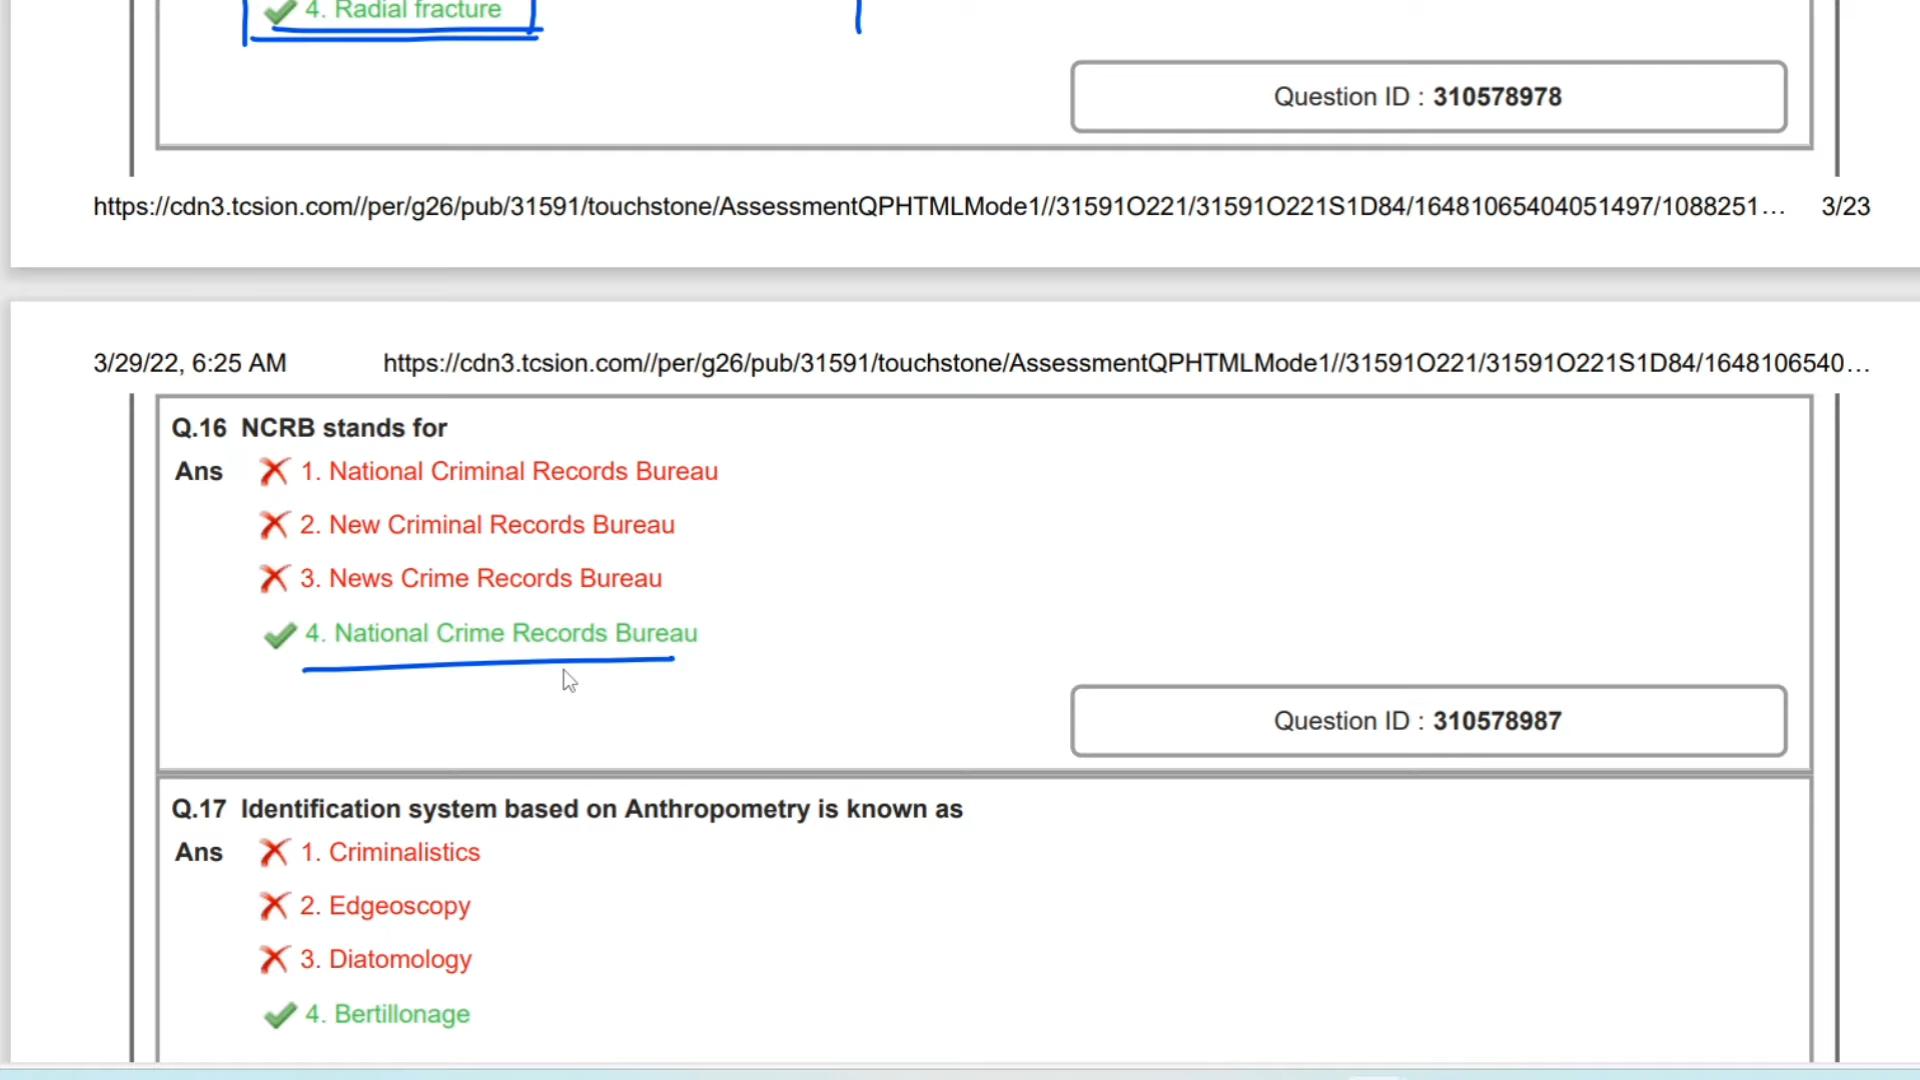 4. Radial fracture
Question ID : 310578978
https://cdn3.tcsion.com//per/g26/pub/31591/touchstone/AssessmentQPHTMLMode1//31591O221/31591O221S1D84/16481065404051497/1088251… 3/23
3/29/22, 6:25 AM https://cdn3.tcsion.com//per/g26/pub/31591/touchstone/AssessmentQPHTMLMode1//31591O221/31591O221S1D84/1648106540…
Q.16 NCRB stands for
Ans 1. National Criminal Records Bureau
2. New Criminal Records Bureau
3. News Crime Records Bureau
4. National Crime Records Bureau
Question ID : 310578987
Q.17 Identification system based on Anthropometry is known as
Ans 1. Criminalistics
2. Edgeoscopy
3. Diatomology
4. Bertillonage